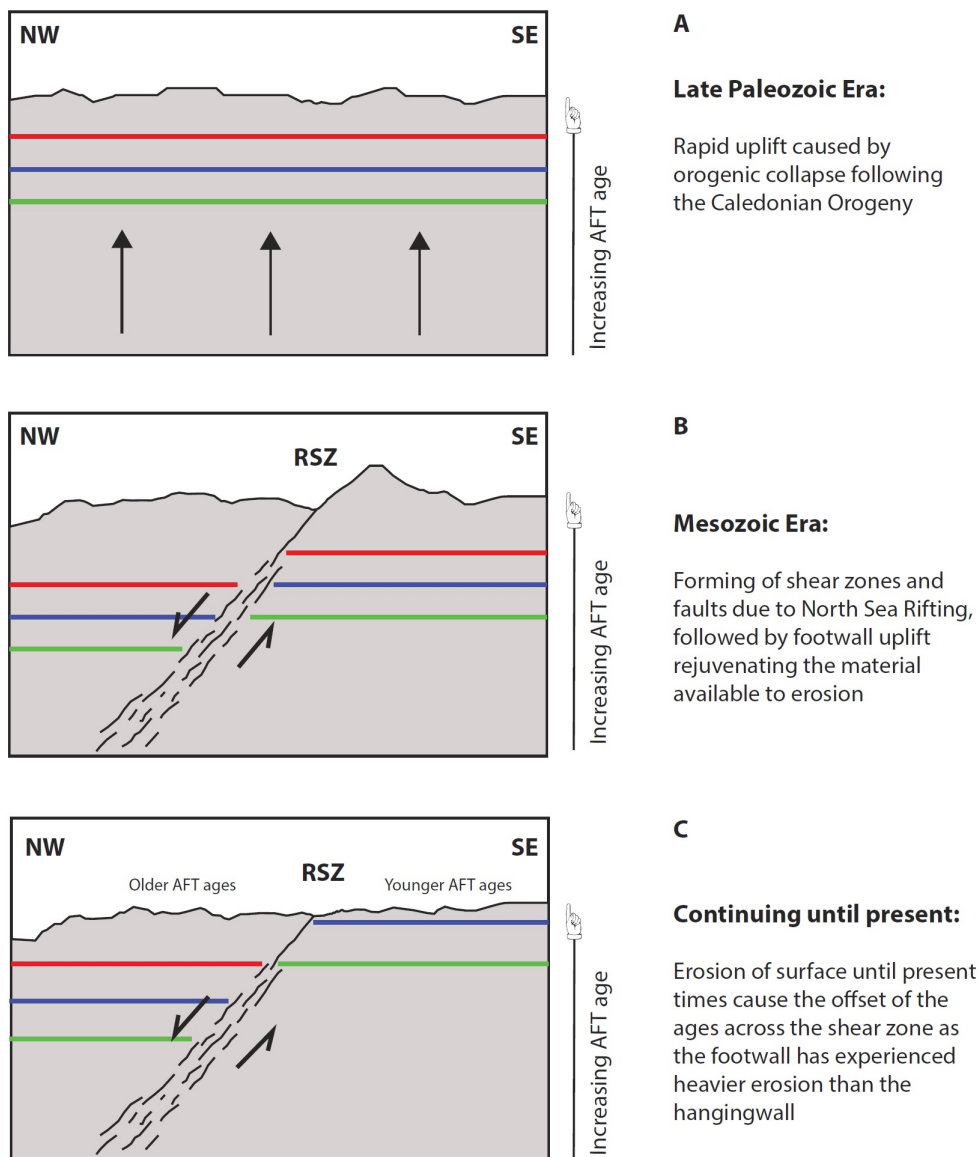 NW
SE
Increasing AFT age
A
Late Paleozoic Era:
Rapid uplift caused by
orogenic collapse following
the Caledonian Orogeny
NW
SE
RSZ
Increasing AFT age
B
Mesozoic Era:
Forming of shear zones and
faults due to North Sea Rifting,
followed by footwall uplift
rejuvenating the material
available to erosion
NW
SE
RSZ
Older AFT ages
Younger AFT ages
Increasing AFT age
C
Continuing until present:
Erosion of surface until present
times cause the offset of the
ages across the shear zone as
the footwall has experienced
heavier erosion than the
hangingwall